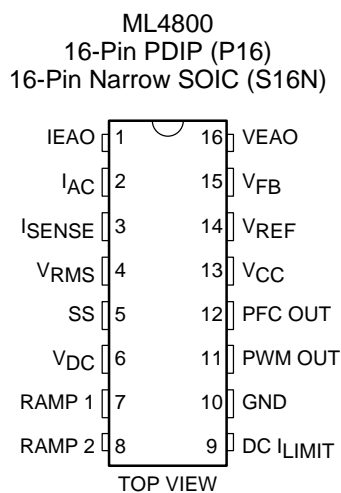 ML4800
16-Pin PDIP (P16)
16-Pin Narrow SOIC (S16N)
IEAO 1 16 VEAO
IAC 2 15 VFB
ISENSE 3 14 VREF
VRMS 4 13 VCC
SS 5 12 PFC OUT
VDC 6 11 PWM OUT
RAMP 1 7 10 GND
RAMP 2 8 9 DC ILIMIT
TOP VIEW